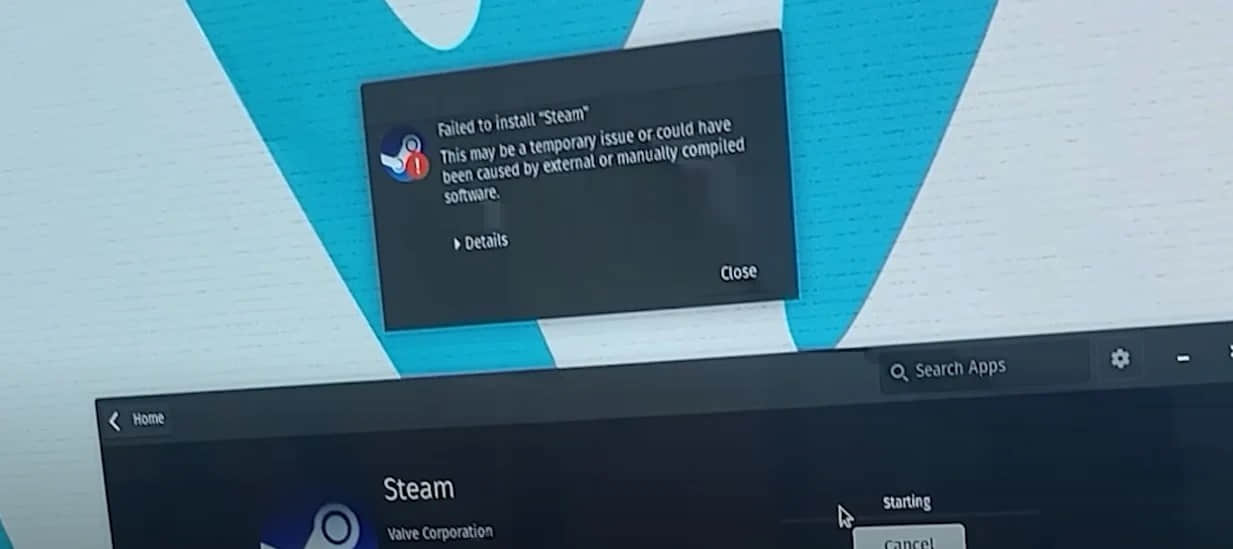 Failed to install "Steam"
This may be a temporary issue or could have
been caused by external or manually compiled
software.
Details
Close
Search Apps
Home
Steam
Starting
Valve Corporation
Cancel